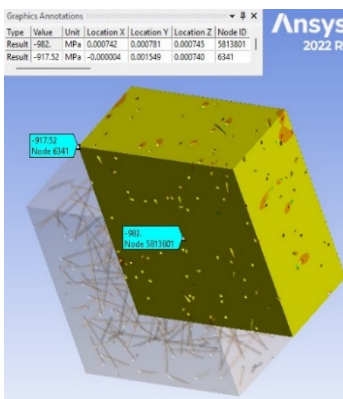 Graphics Annotations
Type Value Unit Location X Location Y Location Z Node ID
Result -982. MPa 0.000742 0.000781 0.000745 5813801
Result -917.52 MPa -0.000004 0.001549 0.000740 6341
Ansys
2022 R
-917.52
Node 6341
-982.
Node 5813801